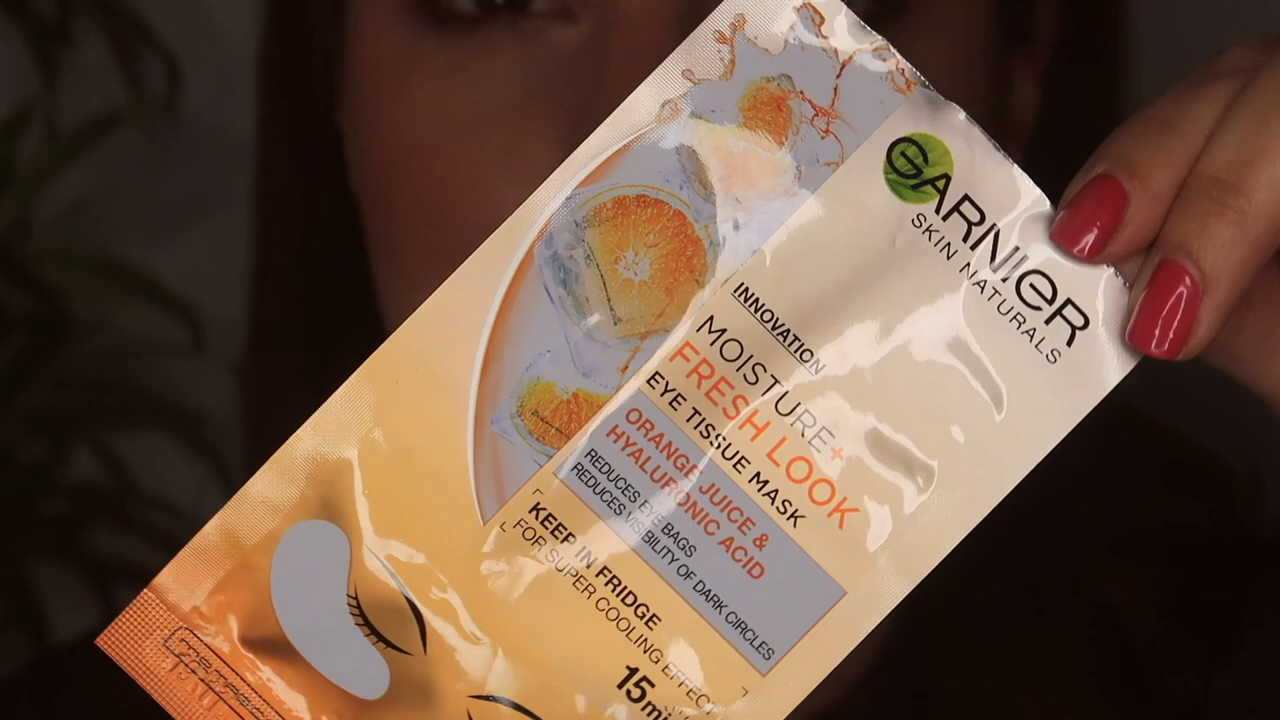 GARNIER
SKIN NATURALS
INNOVATION
MOISTURE+
FRESH LOOK
EYE TISSUE MASK
ORANGE JUICE &
HYALURONIC ACID
REDUCES EYE BAGS
REDUCES VISIBILITY OF DARK CIRCLES
KEEP IN FRIDGE
FOR SUPER COOLING EFFECT
15